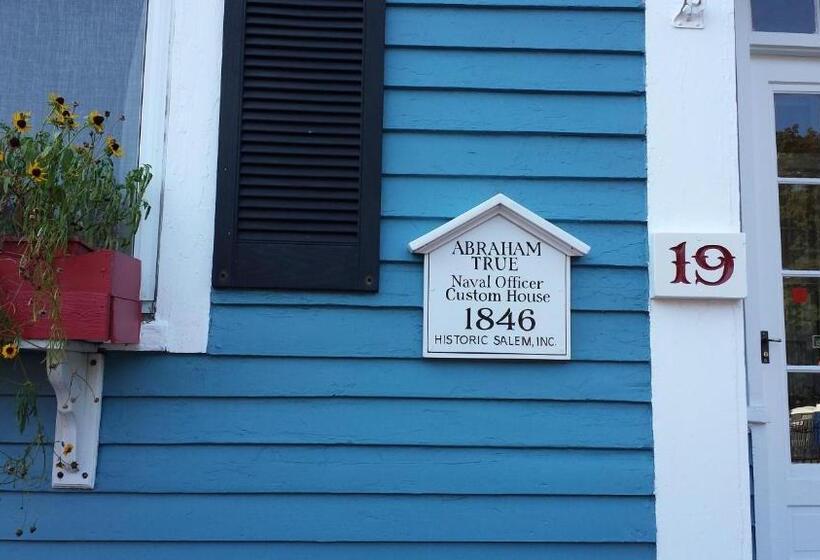 ABRAHAM
TRUE
Naval Officer
Custom House
1846
HISTORIC SALEM, INC.
19